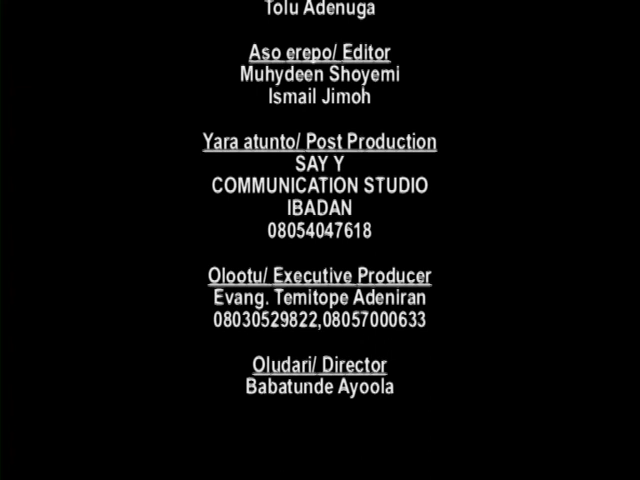 Tolu Adenuga
Aso erepo/ Editor
Muhydeen Shoyemi
Ismail Jimoh
Yara atunto/ Post Production
SAY Y
COMMUNICATION STUDIO
IBADAN
08054047618
Olootu/ Executive Producer
Evang. Temitope Adeniran
08030529822,08057000633
Oludari/ Director
Babatunde Ayoola